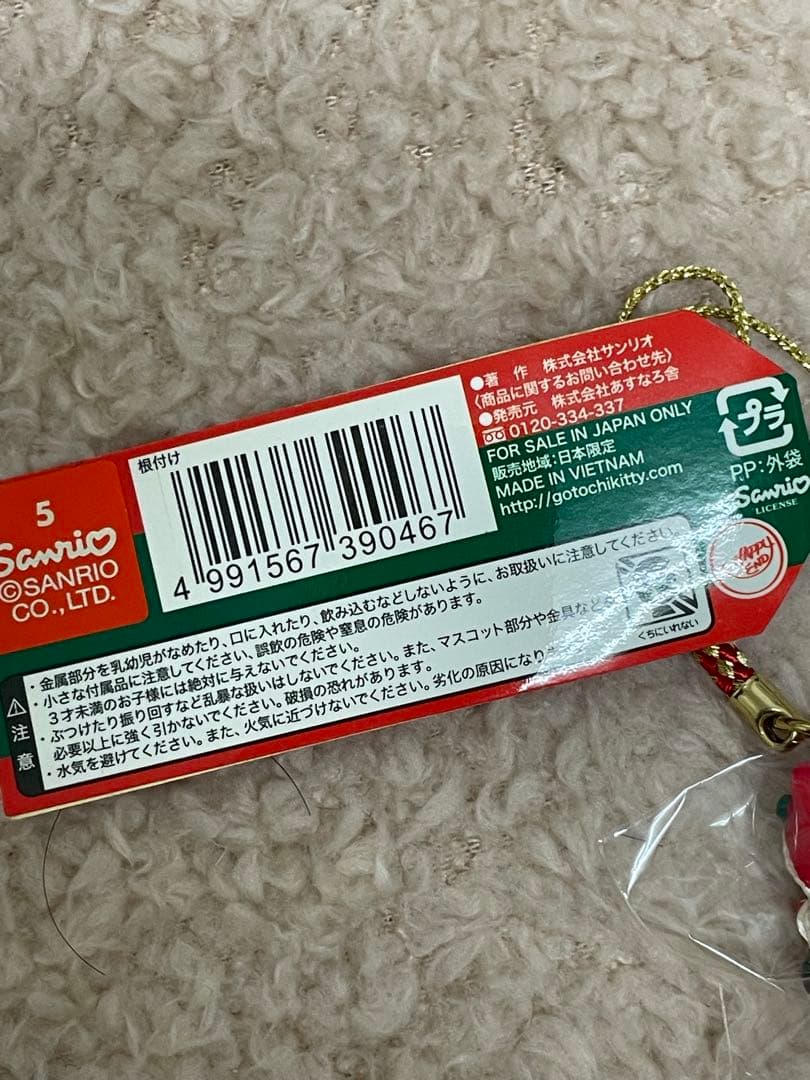 5
Sanrio
©SANRIO
CO.,LTD.
根付け
4 991567 390467
●著 作 株式会社サンリオ
〈商品に関するお問い合わせ先〉
●発売元 株式会社あすなろ舎
0120-334-337
FOR SALE IN JAPAN ONLY
販売地域:日本限定
MADE IN VIETNAM
http://gotochikitty.com
プラ
PP:外袋
Sanrio
LICENSE
HAPPY
END
注意
・金属部分を乳幼児がなめたり、口に入れたり、飲み込むなどしないように、お取扱いに注意してください。
・小さな付属品に注意してください、誤飲の危険や窒息の危険があります。
3才未満のお子様には絶対に与えないでください。
・ぶつけたり振り回すなど乱暴な扱いはしないでください。また、マスコット部分や金具など
必要以上に強く引かないでください。破損の恐れがあります。
・水気を避けてください。また、火気に近づけないでください。劣化の原因になり
くちにいれない